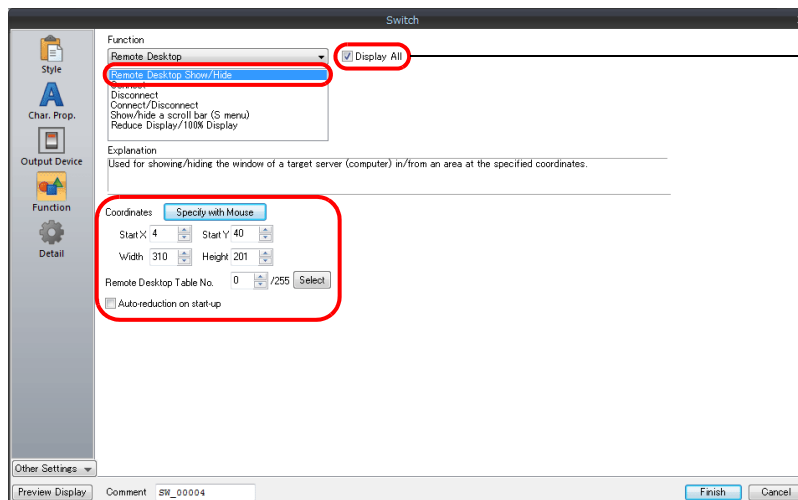 Switch
Function
Remote Desktop
Display All
Style
Remote Desktop Show/Hide
Connect
Disconnect
Connect/Disconnect
Show/hide a scroll bar (S menu)
Reduce Display/100% Display
Char. Prop.
Explanation
Used for showing/hiding the window of a target server (computer) in/from an area at the specified coordinates.
Output Device
Function
Coordinates Specify with Mouse
Start X 4 Start Y 40
Detail
Width 310 Height 201
Remote Desktop Table No. 0 /255 Select
Auto-reduction on start-up
Other Settings
Preview Display Comment SW_00004 Finish Cancel